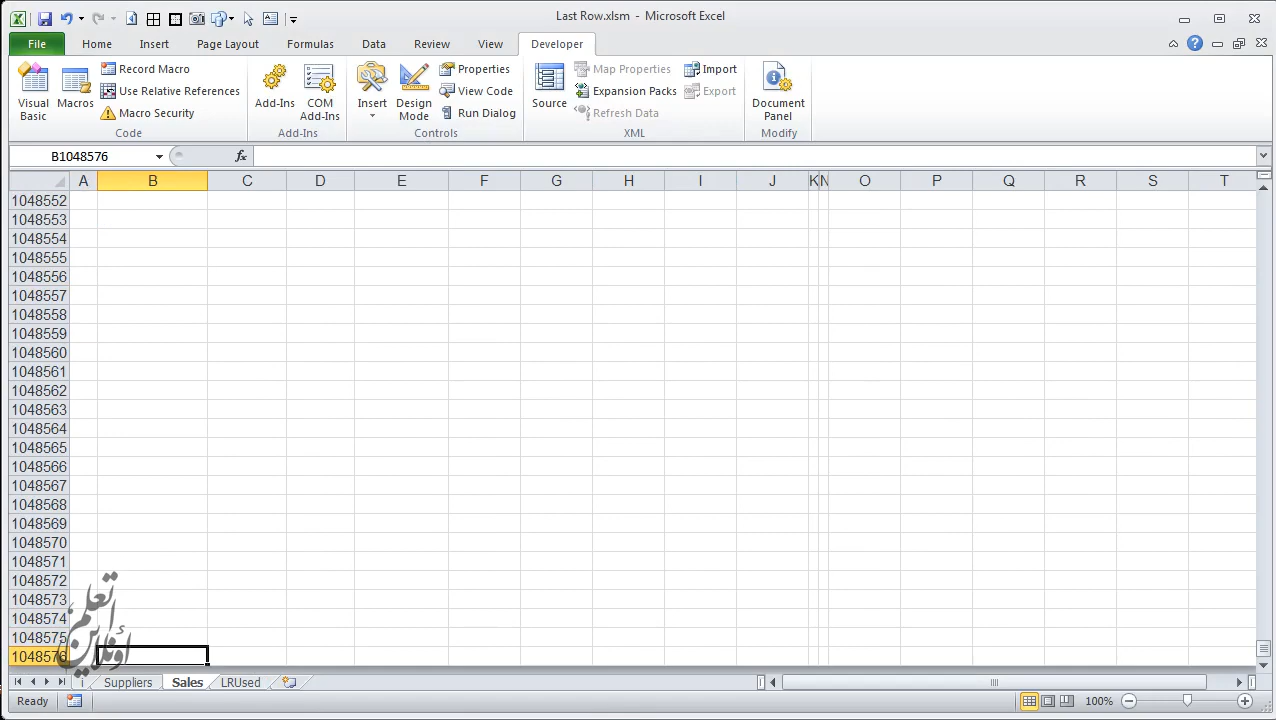 Last Row.xlsm - Microsoft Excel
File Home Insert Page Layout Formulas Data Review View Developer
Visual Basic
Macros
Record Macro
Use Relative References
Macro Security
Code
Add-Ins
COM Add-Ins
Add-Ins
Insert
Design Mode
Properties
View Code
Run Dialog
Controls
Source
Map Properties
Expansion Packs
Refresh Data
Import
Export
XML
Document Panel
Modify
B1048576
fx
A B C D E F G H I J K N O P Q R S T
1048552
1048553
1048554
1048555
1048556
1048557
1048558
1048559
1048560
1048561
1048562
1048563
1048564
1048565
1048566
1048567
1048568
1048569
1048570
1048571
1048572
1048573
1048574
1048575
1048576
اتعلم
أونلاين
i Suppliers Sales LRUsed
Ready
100%